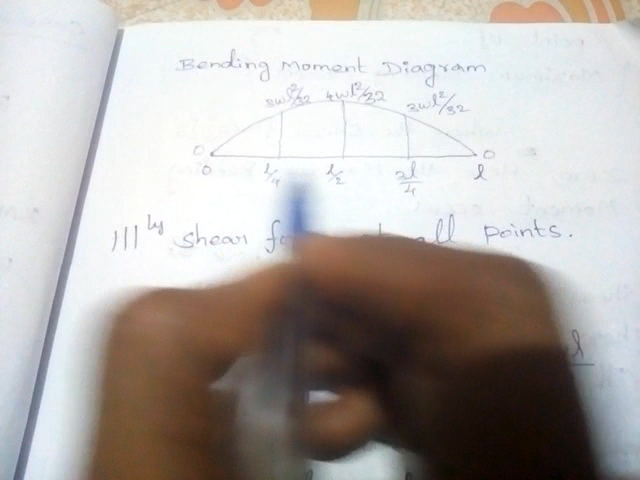 Bending Moment Diagram
3wl²/32 4wl²/32 3wl²/32
0 0
0 l/4 l/2 3l/4 l
lllly shear all points.
l